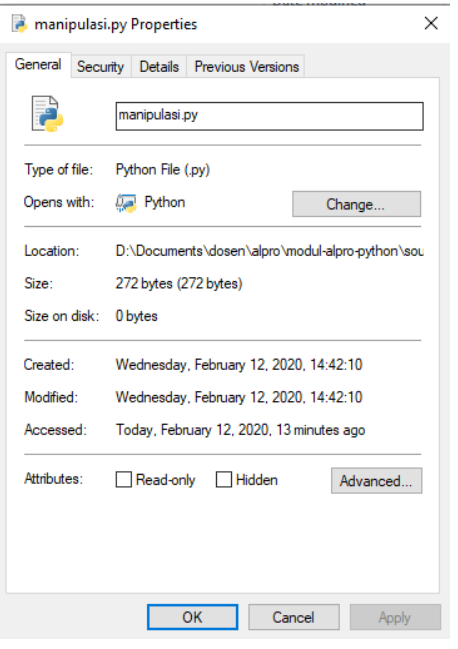 manipulasi.py Properties
General Security Details Previous Versions
manipulasi.py
Type of file: Python File (.py)
Opens with: Python Change...
Location: D:\Documents\dosen\alpro\modul-alpro-python\sou
Size: 272 bytes (272 bytes)
Size on disk: 0 bytes
Created: Wednesday, February 12, 2020, 14:42:10
Modified: Wednesday, February 12, 2020, 14:42:10
Accessed: Today, February 12, 2020, 13 minutes ago
Attributes: Read-only Hidden Advanced...
OK Cancel Apply